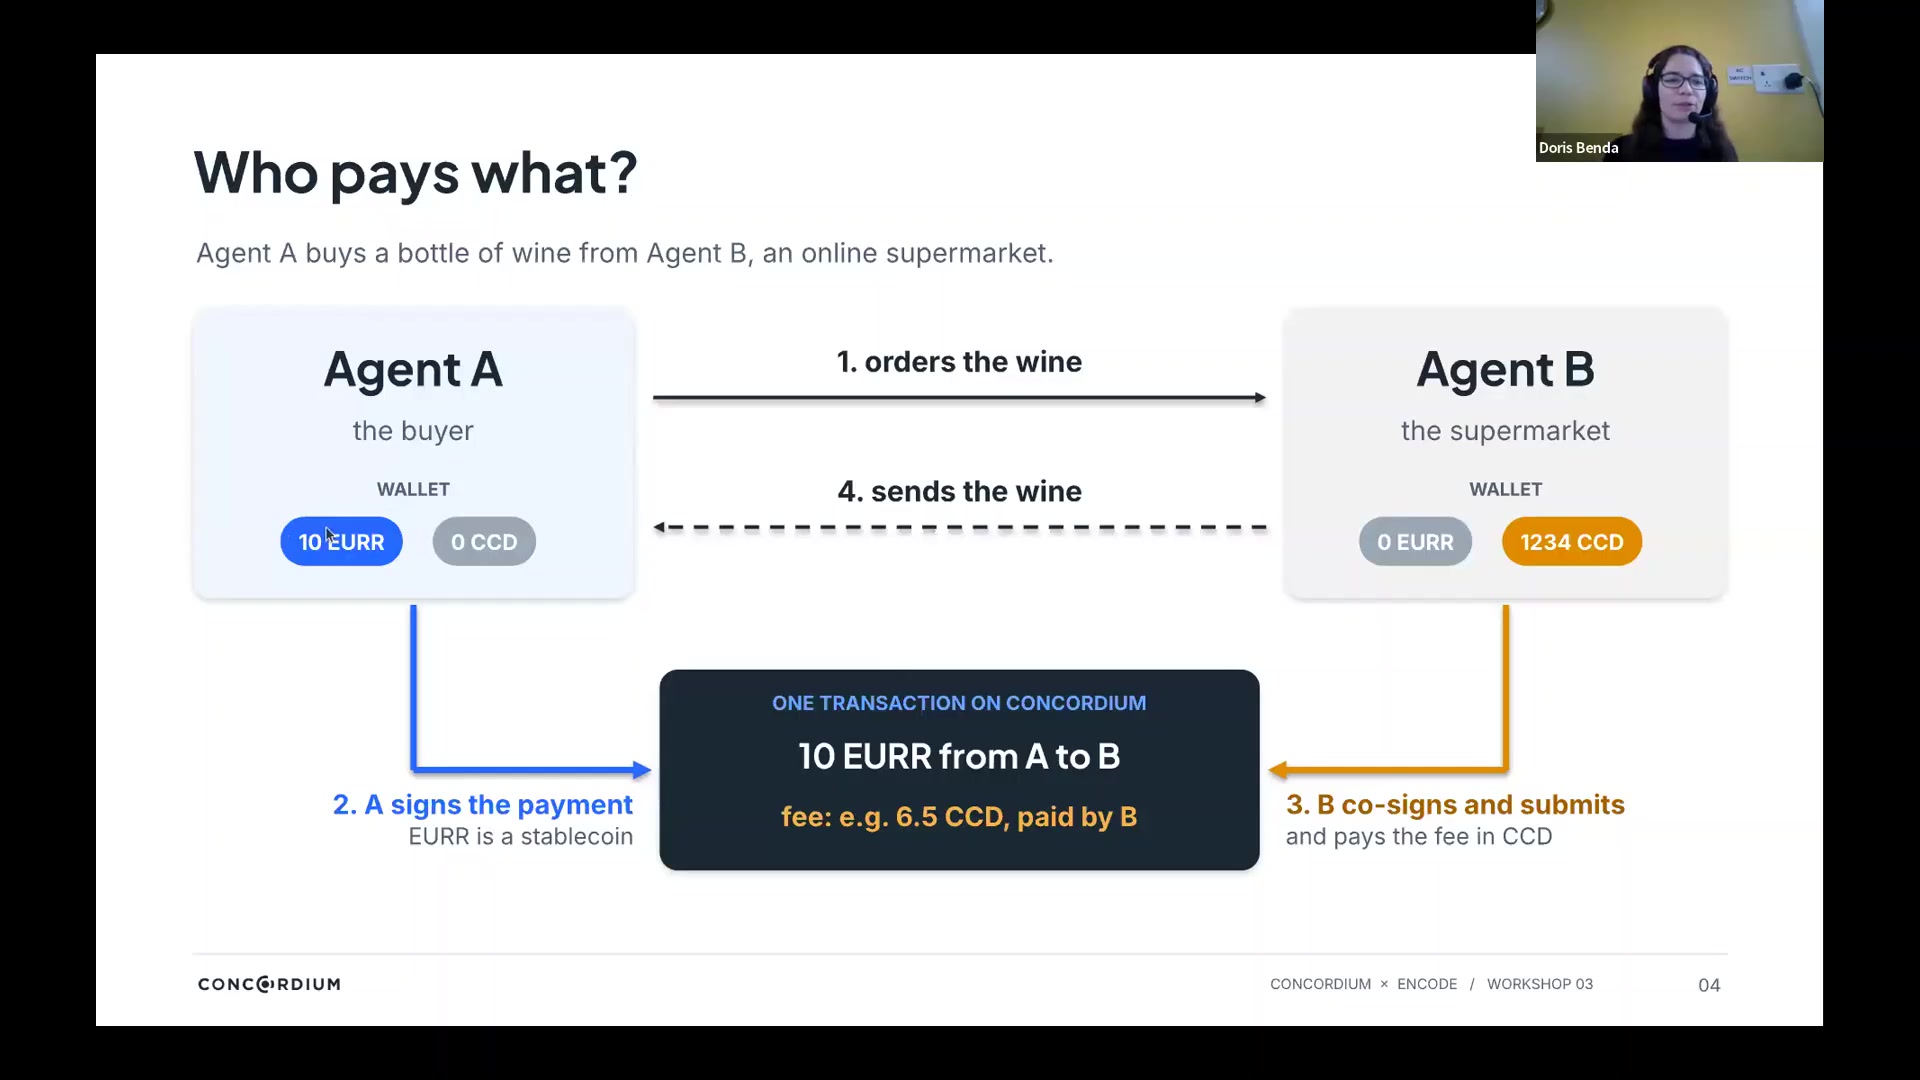 Doris Benda
Who pays what?
Agent A buys a bottle of wine from Agent B, an online supermarket.
Agent A
the buyer
WALLET
10 EURR
0 CCD
1. orders the wine
4. sends the wine
Agent B
the supermarket
WALLET
0 EURR
1234 CCD
ONE TRANSACTION ON CONCORDIUM
10 EURR from A to B
fee: e.g. 6.5 CCD, paid by B
2. A signs the payment
EURR is a stablecoin
3. B co-signs and submits
and pays the fee in CCD
CONCORDIUM
CONCORDIUM × ENCODE / WORKSHOP 03
04